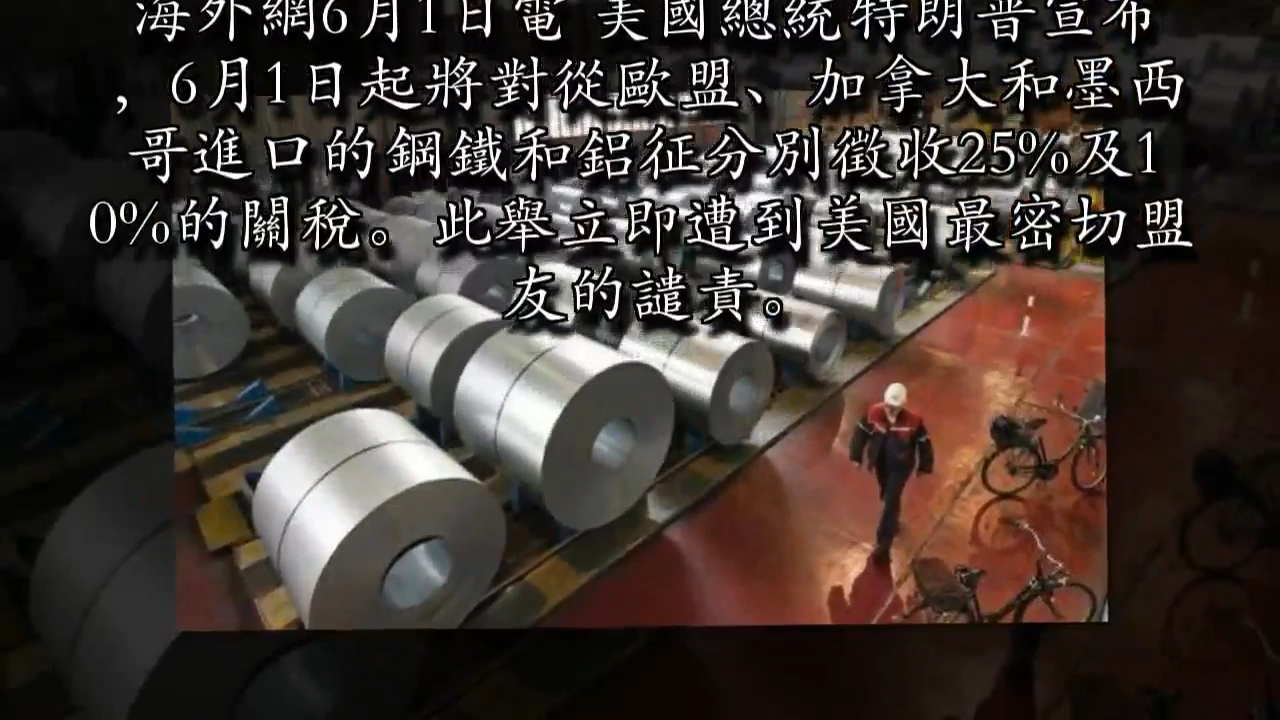 海外網6月1日電 美國總統特朗普宣布
，6月1日起將對從歐盟、加拿大和墨西
哥進口的鋼鐵和鋁征分別徵收25%及1
0%的關稅。此舉立即遭到美國最密切盟
友的譴責。